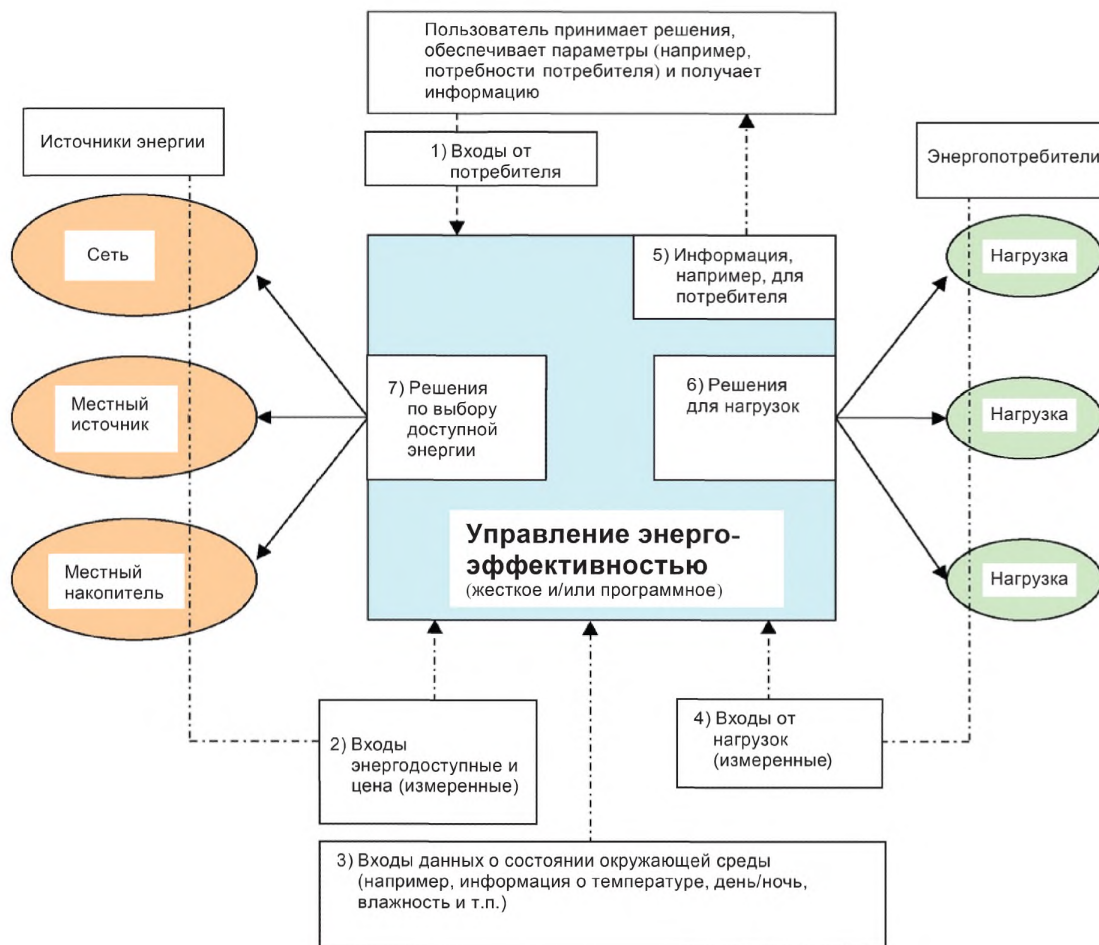 Пользователь принимает решения,
обеспечивает параметры (например,
потребности потребителя) и получает
информацию
Источники энергии
1) Входы от
потребителя
Энергопотребители
Сеть
5) Информация,
например, для
потребителя
Нагрузка
Местный
источник
7) Решения
по выбору
доступной
энергии
6) Решения
для нагрузок
Нагрузка
Местный
накопитель
Управление энерго-
эффективностью
(жесткое и/или программное)
Нагрузка
2) Входы
энергодоступные и
цена (измеренные)
4) Входы от
нагрузок
(измеренные)
3) Входы данных о состоянии окружающей среды
(например, информация о температуре, день/ночь,
влажность и т.п.)